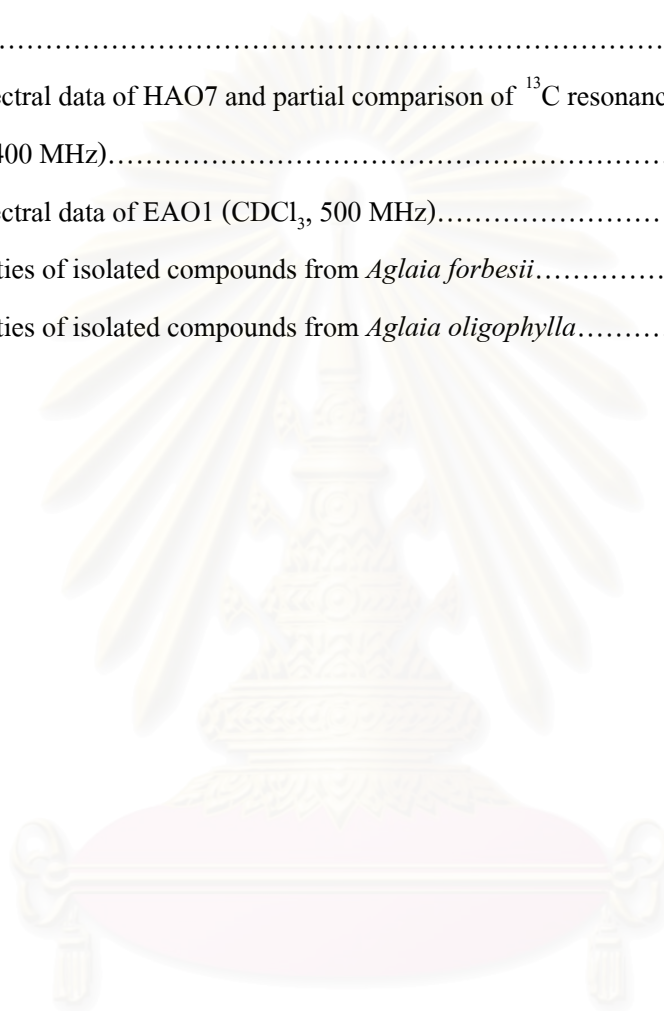 ……………………………………………………………………
ectral data of HAO7 and partial comparison of ¹³C resonanc
400 MHz)……………………………………………………
ectral data of EAO1 (CDCl₃, 500 MHz)…………………
ties of isolated compounds from Aglaia forbesii……………
ties of isolated compounds from Aglaia oligophylla………